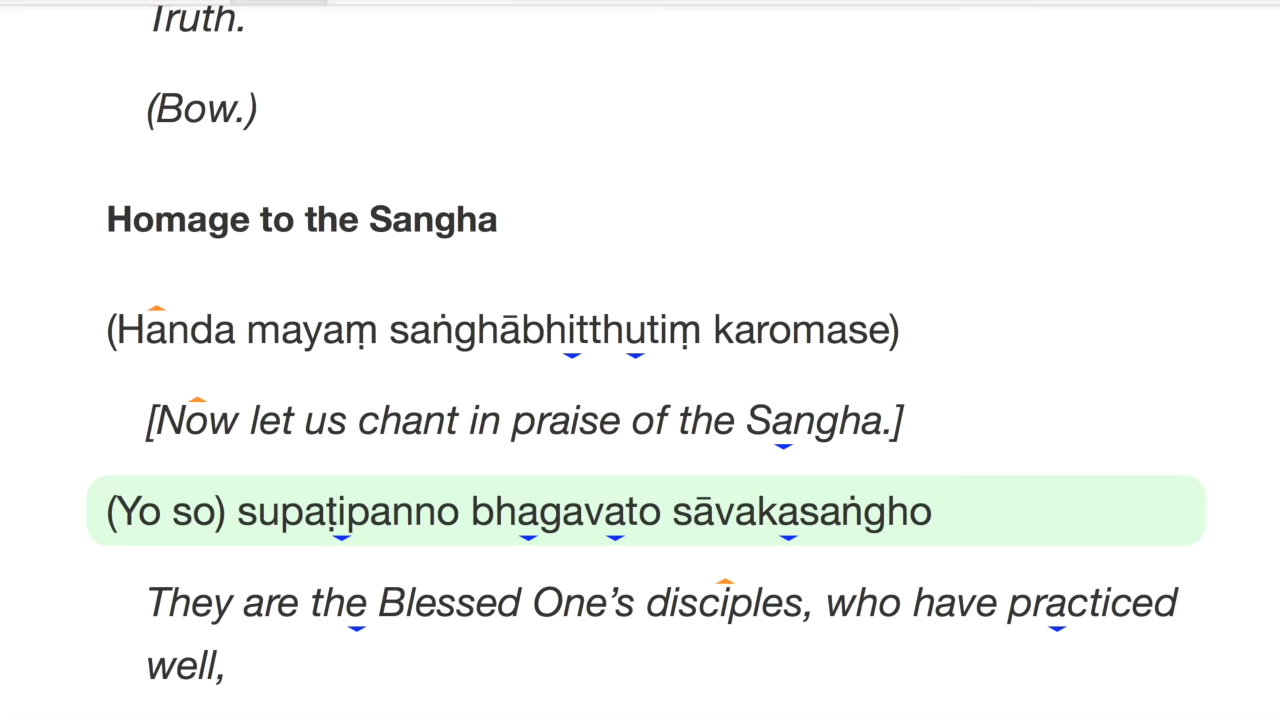 Truth.
(Bow.)
Homage to the Sangha
(Handa mayaṃ saṅghābhitthutiṃ karomase)
[Now let us chant in praise of the Sangha.]
(Yo so) supaṭipanno bhagavato sāvakasaṅgho
They are the Blessed One’s disciples, who have practiced
well,